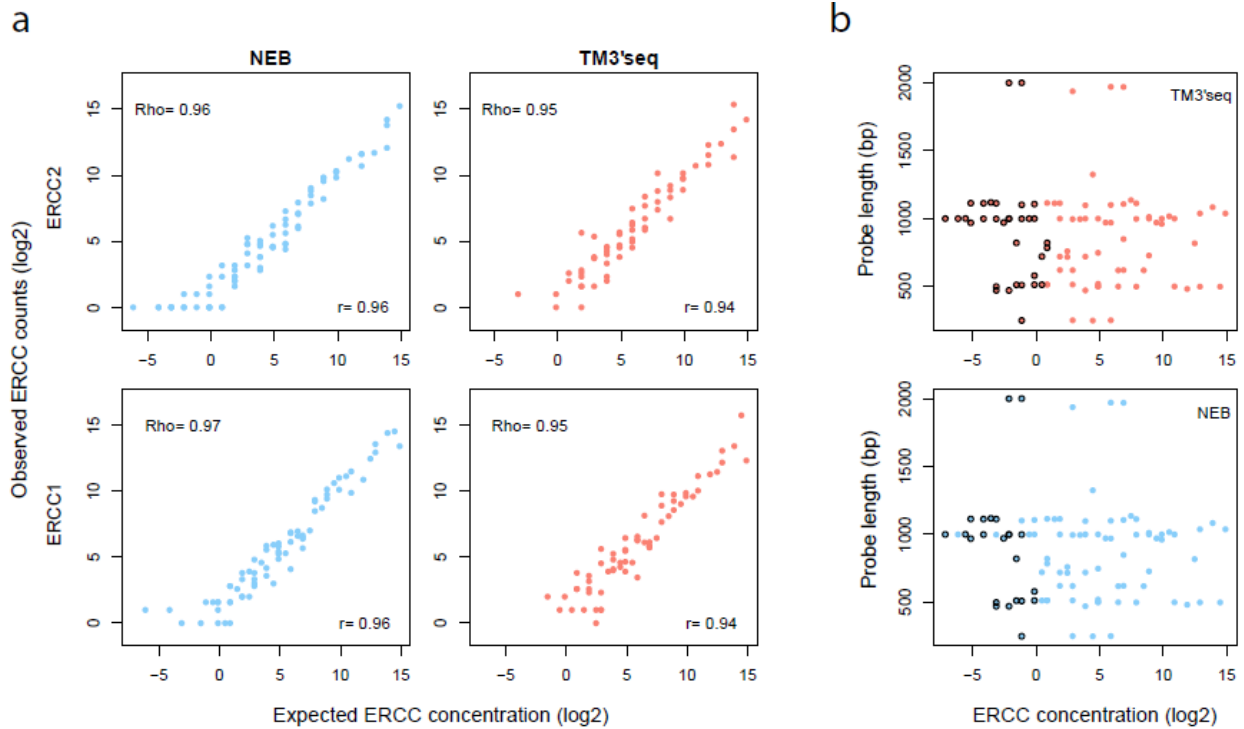 a
b
NEB
TM3'seq
Observed ERCC counts (log2)
ERCC2
15
10
5
0
Rho= 0.96
r= 0.96
−5 0 5 10 15
15
10
5
0
Rho= 0.95
r= 0.94
−5 0 5 10 15
ERCC1
15
10
5
0
Rho= 0.97
r= 0.96
−5 0 5 10 15
15
10
5
0
Rho= 0.95
r= 0.94
−5 0 5 10 15
Expected ERCC concentration (log2)
Probe length (bp)
2000
1500
1000
500
TM3'seq
−5 0 5 10 15
Probe length (bp)
2000
1500
1000
500
NEB
−5 0 5 10 15
ERCC concentration (log2)